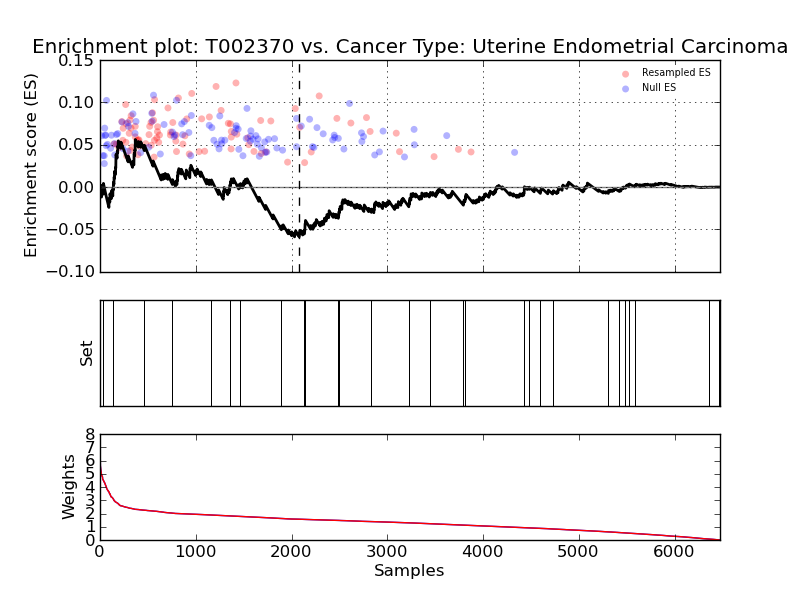 Enrichment plot: T002370 vs. Cancer Type: Uterine Endometrial Carcinoma
0.15
0.10
0.05
0.00
−0.05
−0.10
Enrichment score (ES)
Resampled ES
Null ES
Set
8
7
6
5
4
3
2
1
0
Weights
0 1000 2000 3000 4000 5000 6000
Samples